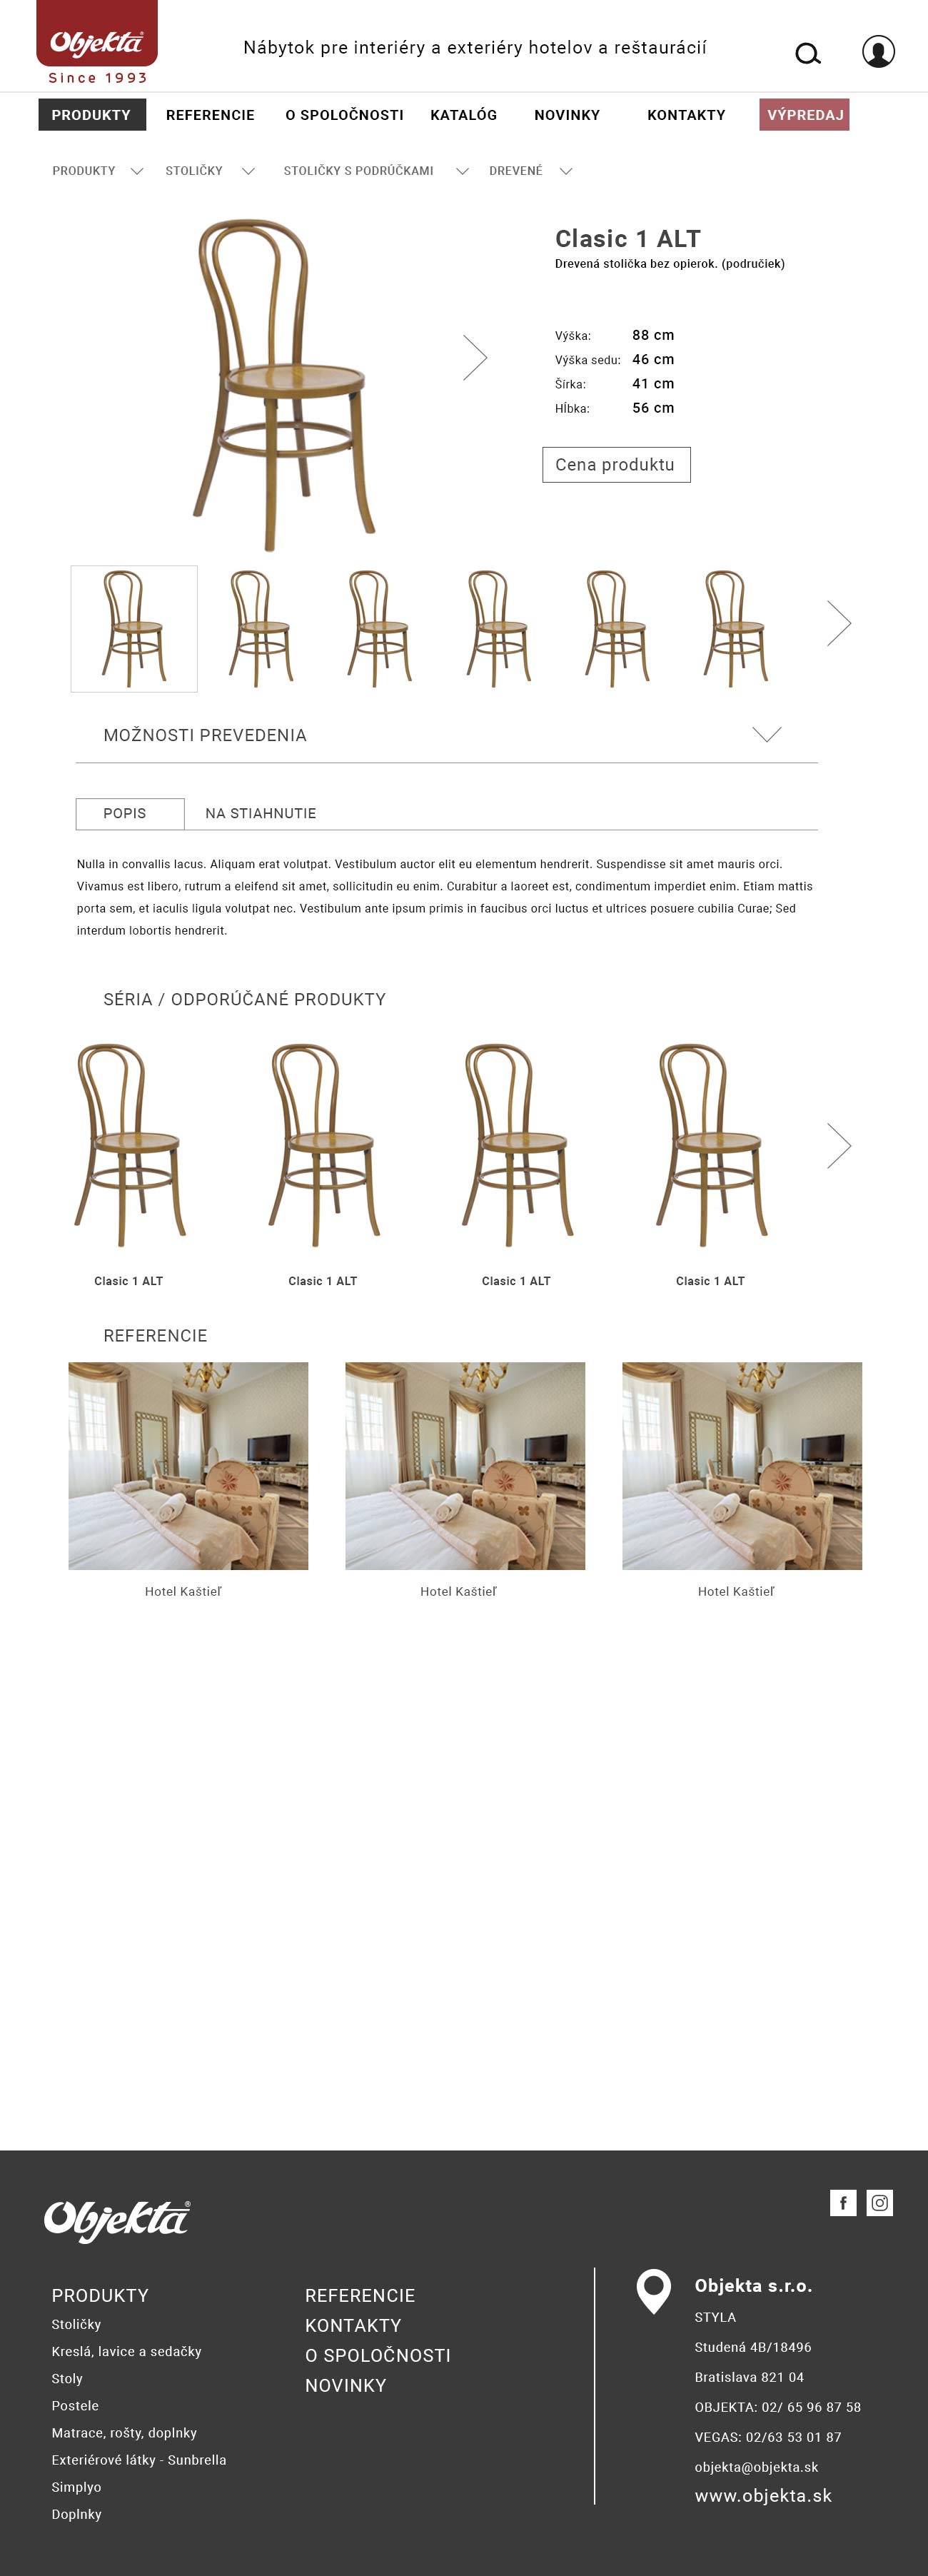 Objekta®
Since 1993
Nábytok pre interiéry a exteriéry hotelov a reštaurácií
PRODUKTY REFERENCIE O SPOLOČNOSTI KATALÓG NOVINKY KONTAKTY VÝPREDAJ
PRODUKTY STOLIČKY STOLIČKY S PODRÚČKAMI DREVENÉ
Clasic 1 ALT
Drevená stolička bez opierok. (područiek)
Výška: 88 cm
Výška sedu: 46 cm
Šírka: 41 cm
Hĺbka: 56 cm
Cena produktu
MOŽNOSTI PREVEDENIA
POPIS NA STIAHNUTIE
Nulla in convallis lacus. Aliquam erat volutpat. Vestibulum auctor elit eu elementum hendrerit. Suspendisse sit amet mauris orci.
Vivamus est libero, rutrum a eleifend sit amet, sollicitudin eu enim. Curabitur a laoreet est, condimentum imperdiet enim. Etiam mattis
porta sem, et iaculis ligula volutpat nec. Vestibulum ante ipsum primis in faucibus orci luctus et ultrices posuere cubilia Curae; Sed
interdum lobortis hendrerit.
SÉRIA / ODPORÚČANÉ PRODUKTY
Clasic 1 ALT Clasic 1 ALT Clasic 1 ALT Clasic 1 ALT
REFERENCIE
Hotel Kaštieľ Hotel Kaštieľ Hotel Kaštieľ
Objekta®
PRODUKTY
Stoličky
Kreslá, lavice a sedačky
Stoly
Postele
Matrace, rošty, doplnky
Exteriérové látky - Sunbrella
Simplyo
Doplnky
REFERENCIE
KONTAKTY
O SPOLOČNOSTI
NOVINKY
Objekta s.r.o.
STYLA
Studená 4B/18496
Bratislava 821 04
OBJEKTA: 02/ 65 96 87 58
VEGAS: 02/63 53 01 87
objekta@objekta.sk
www.objekta.sk